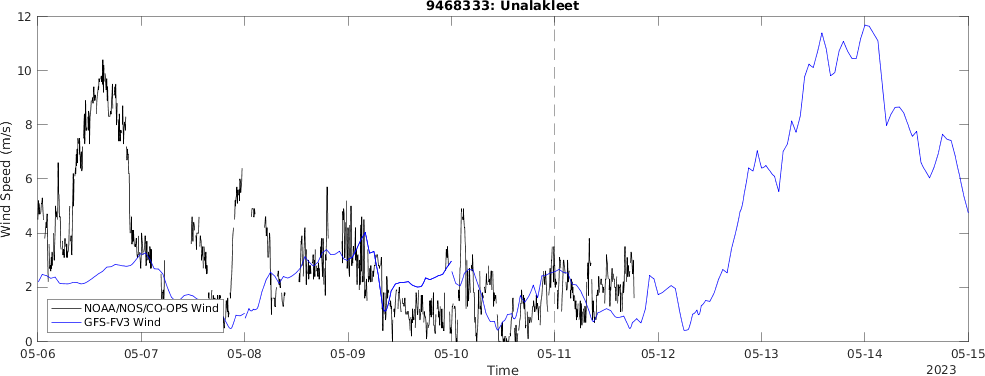 9468333: Unalakleet
12
10
8
6
4
2
0
Wind Speed (m/s)
NOAA/NOS/CO-OPS Wind
GFS-FV3 Wind
05-06 05-07 05-08 05-09 05-10 05-11 05-12 05-13 05-14 05-15
Time
2023